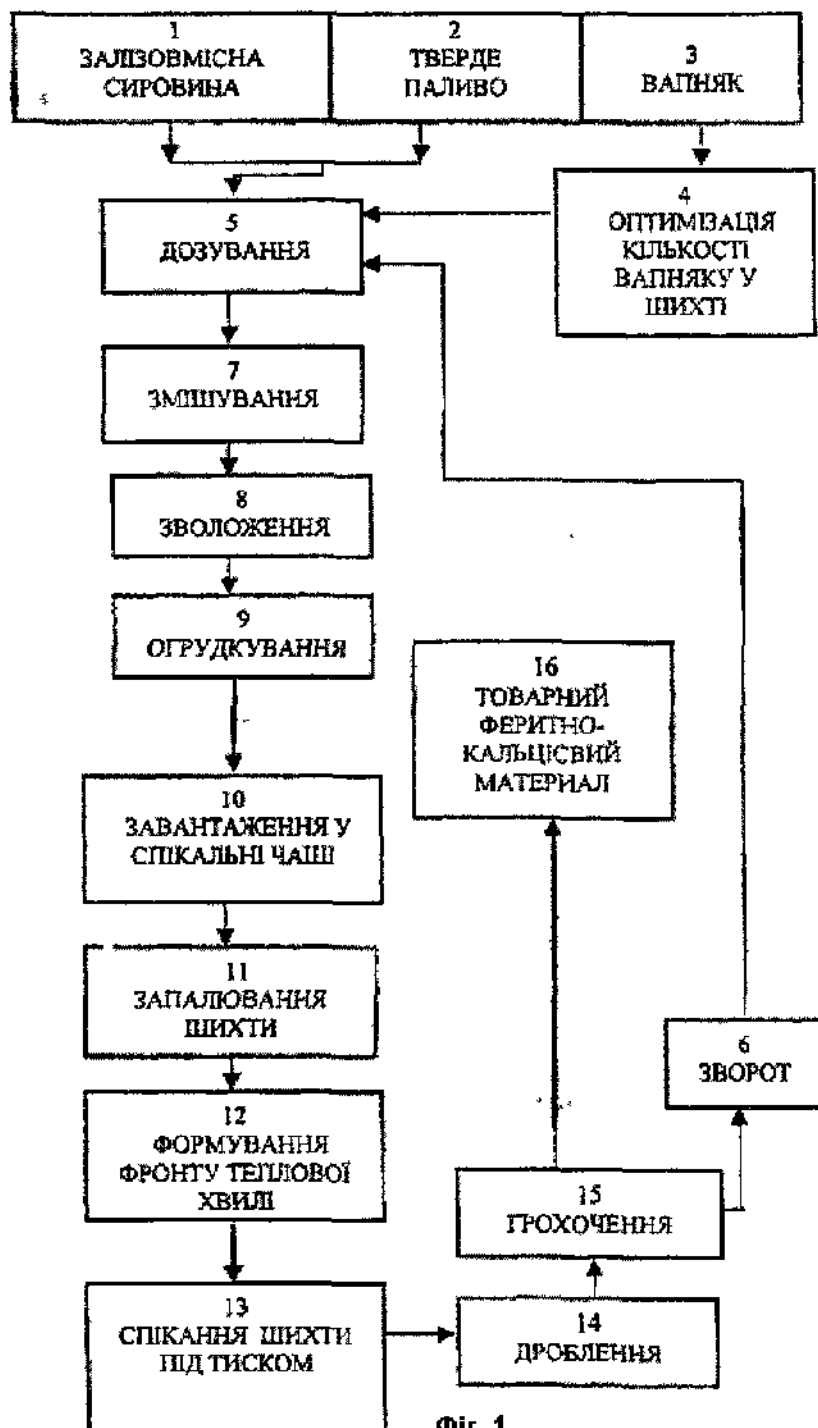 1
ЗАЛІЗОВМІСНА
СИРОВИНА
2
ТВЕРДЕ
ПАЛИВО
3
ВАПНЯК
4
ОПТИМІЗАЦІЯ
КІЛЬКОСТІ
ВАПНЯКУ У
ШИХТІ
5
ДОЗУВАННЯ
7
ЗМІШУВАННЯ
8
ЗВОЛОЖЕННЯ
9
ОГРУДКУВАННЯ
16
ТОВАРНИЙ
ФЕРИТНО-
КАЛЬЦІЄВИЙ
МАТЕРИАЛ
10
ЗАВАНТАЖЕННЯ У
СПІКАЛЬНІ ЧАШІ
11
ЗАПАЛЮВАННЯ
ШИХТИ
6
ЗВОРОТ
12
ФОРМУВАННЯ
ФРОНТУ ТЕПЛОВОЇ
ХВИЛІ
15
ГРОХОЧЕННЯ
13
СПІКАННЯ ШИХТИ
ПІД ТИСКОМ
14
ДРОБЛЕННЯ
Фіг. 1